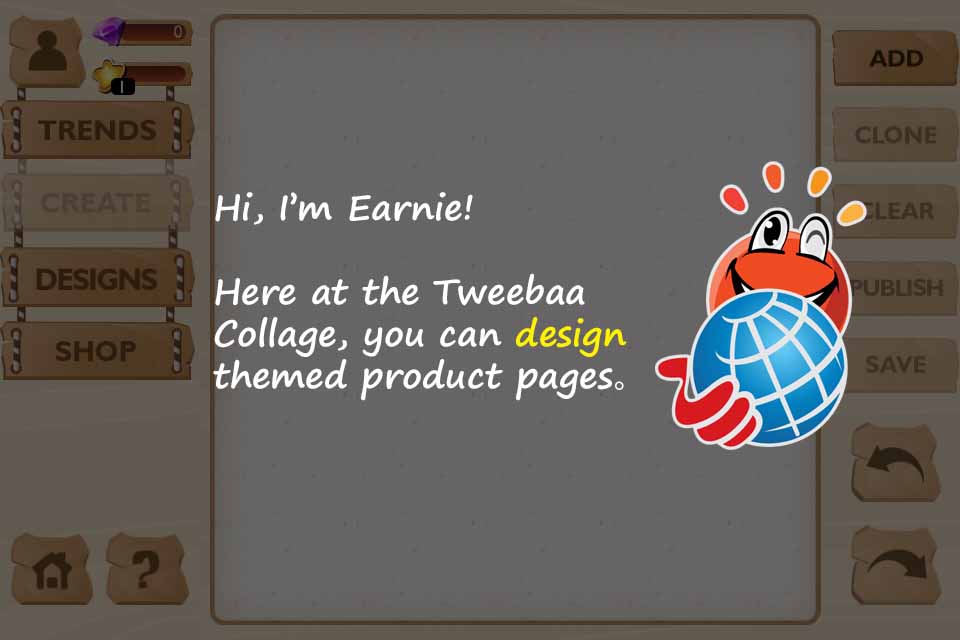 0
1
TRENDS
CREATE
DESIGNS
SHOP
Hi, I'm Earnie!
Here at the Tweebaa
Collage, you can design
themed product pages。
ADD
CLONE
CLEAR
PUBLISH
SAVE
?